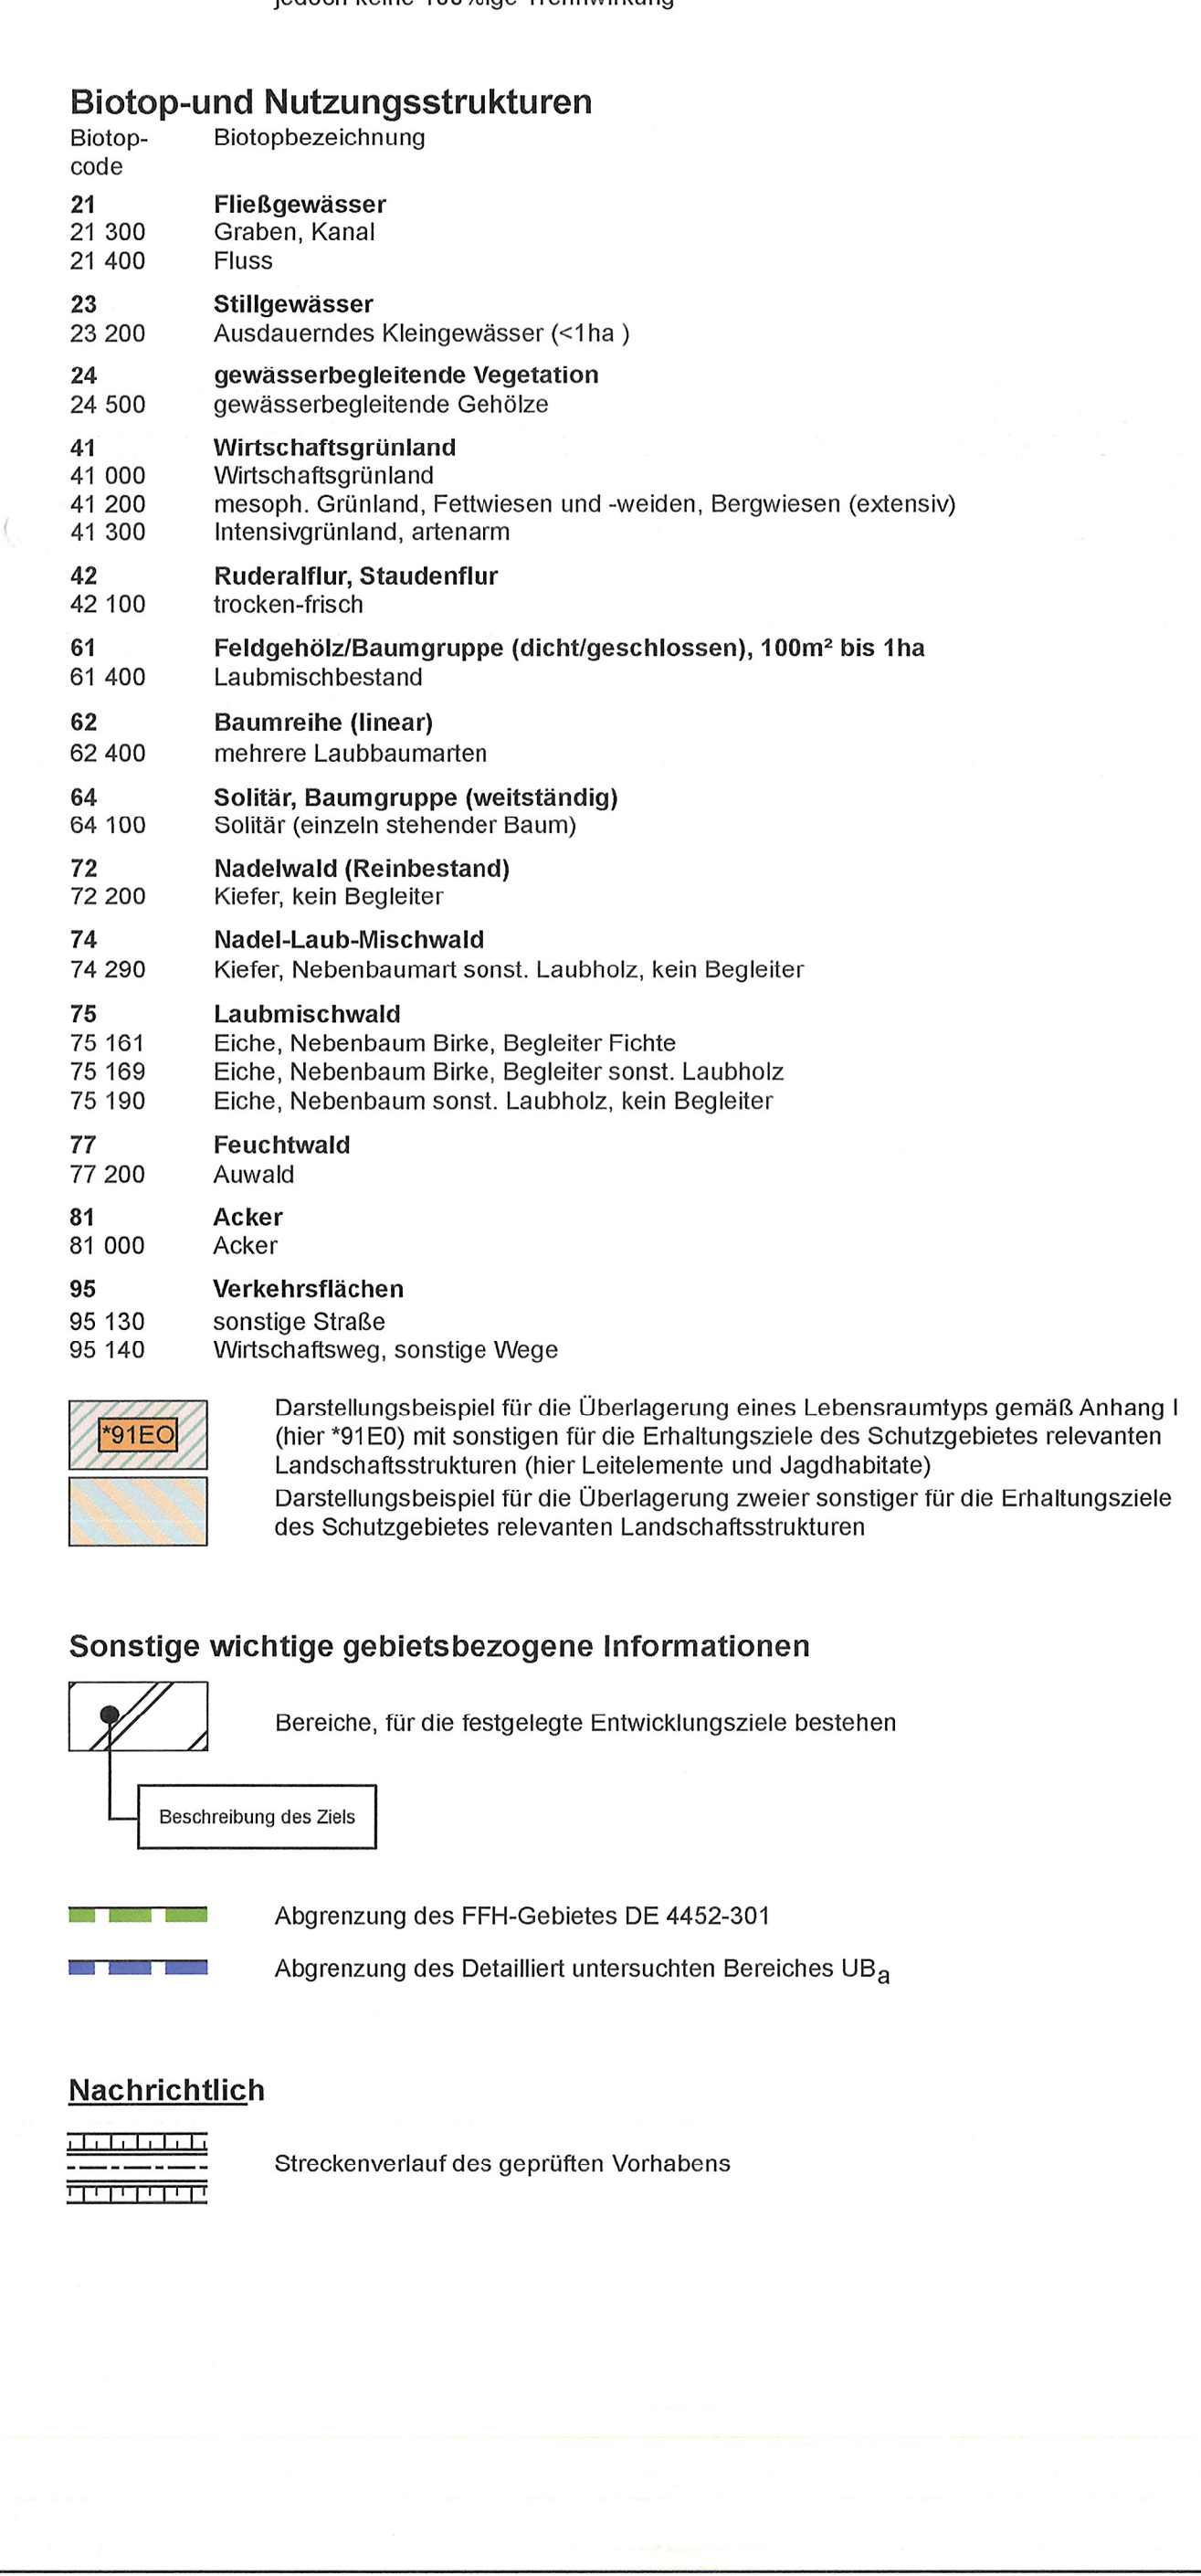 jedoch keine 100%ige Trennwirkung
Biotop-und Nutzungsstrukturen
Biotop- Biotopbezeichnung
code
21 Fließgewässer
21 300 Graben, Kanal
21 400 Fluss
23 Stillgewässer
23 200 Ausdauerndes Kleingewässer (<1ha )
24 gewässerbegleitende Vegetation
24 500 gewässerbegleitende Gehölze
41 Wirtschaftsgrünland
41 000 Wirtschaftsgrünland
41 200 mesoph. Grünland, Fettwiesen und -weiden, Bergwiesen (extensiv)
41 300 Intensivgrünland, artenarm
42 Ruderalflur, Staudenflur
42 100 trocken-frisch
61 Feldgehölz/Baumgruppe (dicht/geschlossen), 100m² bis 1ha
61 400 Laubmischbestand
62 Baumreihe (linear)
62 400 mehrere Laubbaumarten
64 Solitär, Baumgruppe (weitständig)
64 100 Solitär (einzeln stehender Baum)
72 Nadelwald (Reinbestand)
72 200 Kiefer, kein Begleiter
74 Nadel-Laub-Mischwald
74 290 Kiefer, Nebenbaumart sonst. Laubholz, kein Begleiter
75 Laubmischwald
75 161 Eiche, Nebenbaum Birke, Begleiter Fichte
75 169 Eiche, Nebenbaum Birke, Begleiter sonst. Laubholz
75 190 Eiche, Nebenbaum sonst. Laubholz, kein Begleiter
77 Feuchtwald
77 200 Auwald
81 Acker
81 000 Acker
95 Verkehrsflächen
95 130 sonstige Straße
95 140 Wirtschaftsweg, sonstige Wege
*91EO
Darstellungsbeispiel für die Überlagerung eines Lebensraumtyps gemäß Anhang I
(hier *91E0) mit sonstigen für die Erhaltungsziele des Schutzgebietes relevanten
Landschaftsstrukturen (hier Leitelemente und Jagdhabitate)
Darstellungsbeispiel für die Überlagerung zweier sonstiger für die Erhaltungsziele
des Schutzgebietes relevanten Landschaftsstrukturen
Sonstige wichtige gebietsbezogene Informationen
Bereiche, für die festgelegte Entwicklungsziele bestehen
Beschreibung des Ziels
Abgrenzung des FFH-Gebietes DE 4452-301
Abgrenzung des Detailliert untersuchten Bereiches UBa
Nachrichtlich
Streckenverlauf des geprüften Vorhabens